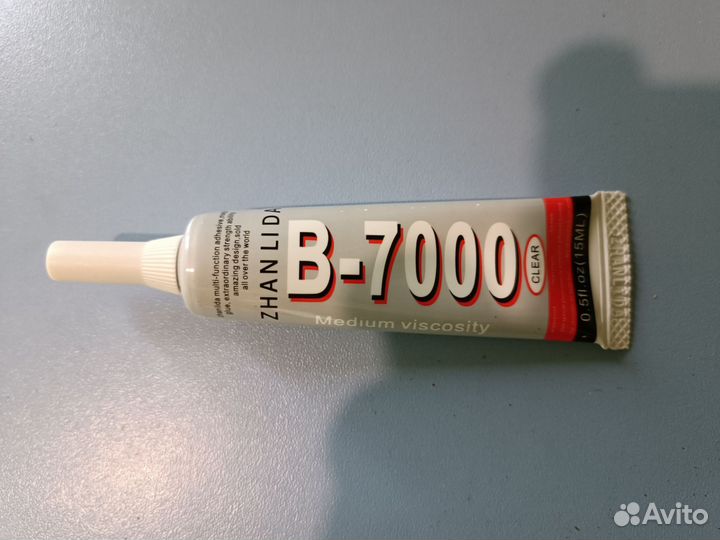 ZHANLIDA
multi-function adhesive,
glue, extraordinary strength
amazing design,sold
all over the world
B-7000
CLEAR
Medium viscosity
0.5fl.oz(15ML)
Avito